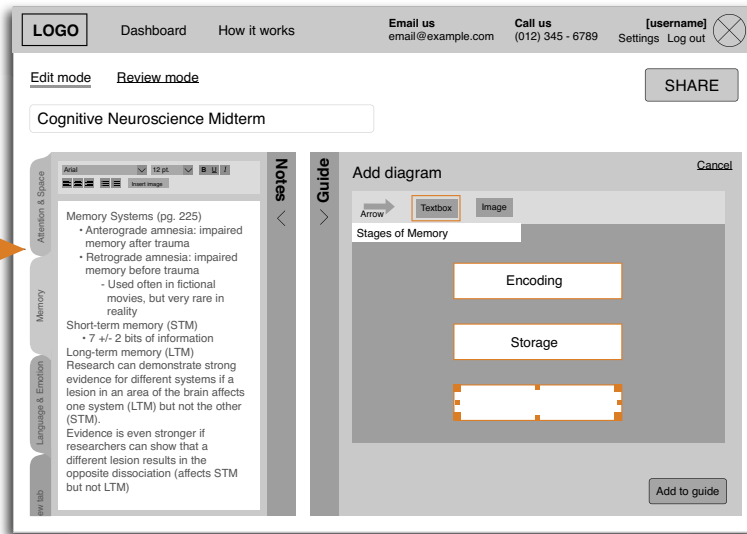 LOGO
Dashboard
How it works
Email us
email@example.com
Call us
(012) 345 - 6789
[username]
Settings Log out
Edit mode
Review mode
SHARE
Cognitive Neuroscience Midterm
Attention & Space
Memory
Language & Emotion
ew tab
Arial
12 pt.
B U I
Insert image
Memory Systems (pg. 225)
• Anterograde amnesia: impaired
memory after trauma
• Retrograde amnesia: impaired
memory before trauma
- Used often in fictional
movies, but very rare in
reality
Short-term memory (STM)
• 7 +/- 2 bits of information
Long-term memory (LTM)
Research can demonstrate strong
evidence for different systems if a
lesion in an area of the brain affects
one system (LTM) but not the other
(STM).
Evidence is even stronger if
researchers can show that a
different lesion results in the
opposite dissociation (affects STM
but not LTM)
Notes
Guide
Add diagram
Cancel
Arrow
Textbox
Image
Stages of Memory
Encoding
Storage
Add to guide